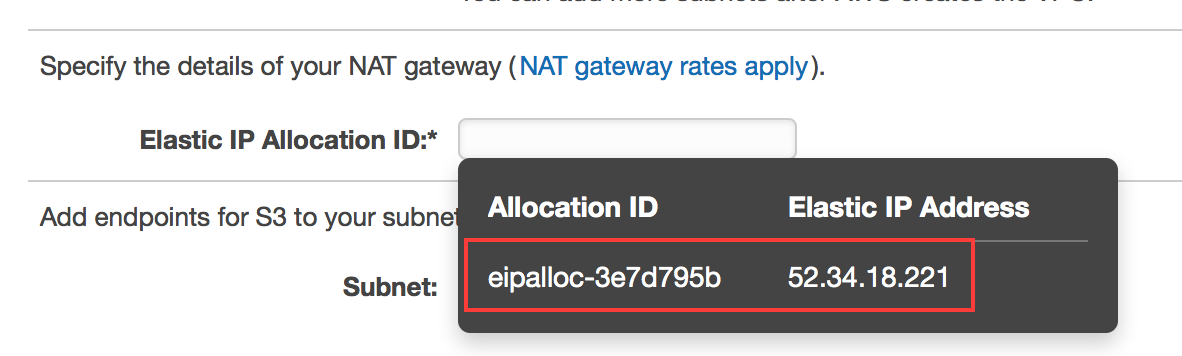 Specify the details of your NAT gateway (NAT gateway rates apply).
Elastic IP Allocation ID:*
Allocation ID Elastic IP Address
Add endpoints for S3 to your subnet
eipalloc-3e7d795b 52.34.18.221
Subnet: